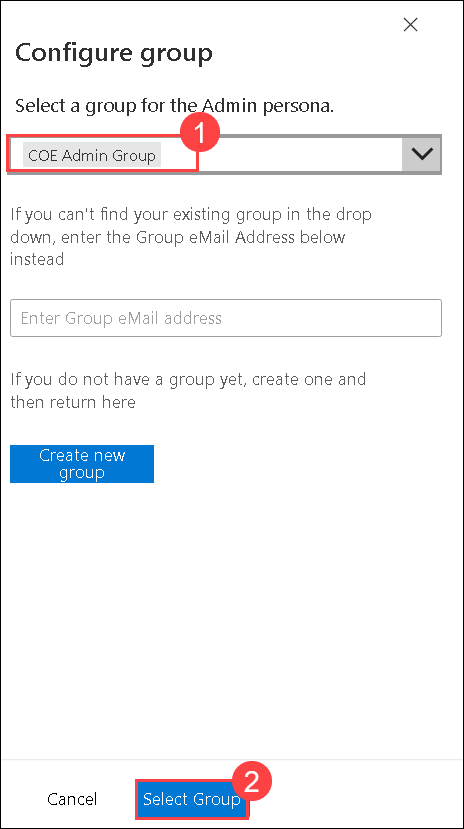 Configure group
Select a group for the Admin persona.
1
COE Admin Group
If you can't find your existing group in the drop
down, enter the Group eMail Address below
instead
Enter Group eMail address
If you do not have a group yet, create one and
then return here
Create new
group
2
Cancel
Select Group